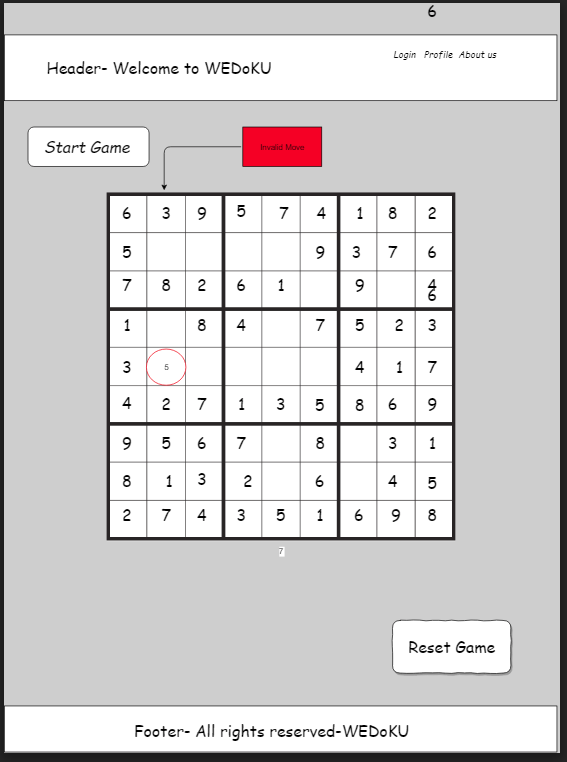 6
Login Profile About us
Header- Welcome to WEDoKU
Start Game
Invalid Move
6 3 9 5 7 4 1 8 2
5 9 3 7 6
7 8 2 6 1 9 4
6
1 8 4 7 5 2 3
3 5 4 1 7
4 2 7 1 3 5 8 6 9
9 5 6 7 8 3 1
8 1 3 2 6 4 5
2 7 4 3 5 1 6 9 8
7
Reset Game
Footer- All rights reserved-WEDoKU